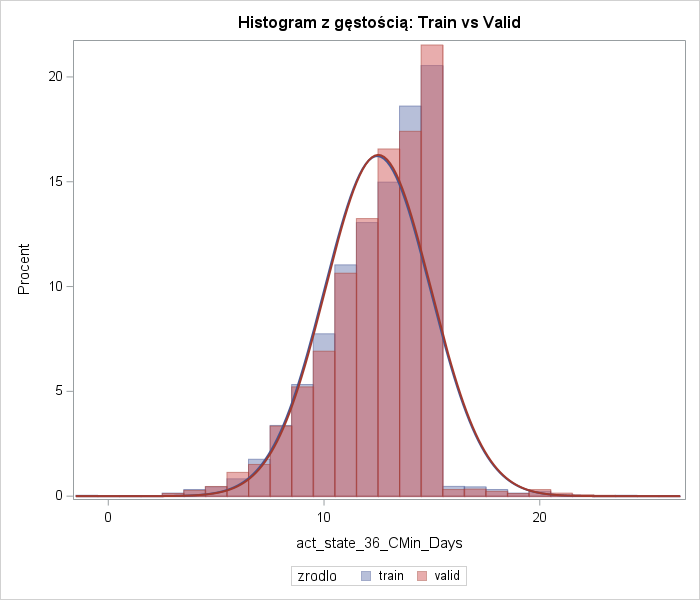 Histogram z gęstością: Train vs Valid
Procent
20
15
10
5
0
0 10 20
act_state_36_CMin_Days
zrodlo train valid